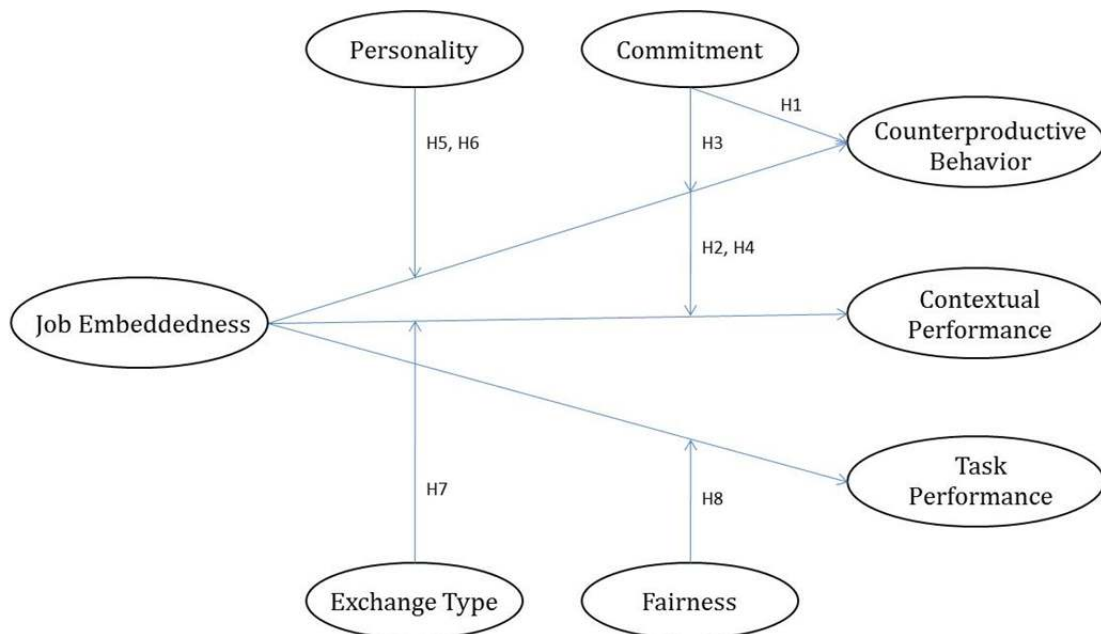 Personality
Commitment
H1
Counterproductive
Behavior
H5, H6
H3
H2, H4
Job Embeddedness
Contextual
Performance
Task
Performance
H7
H8
Exchange Type
Fairness